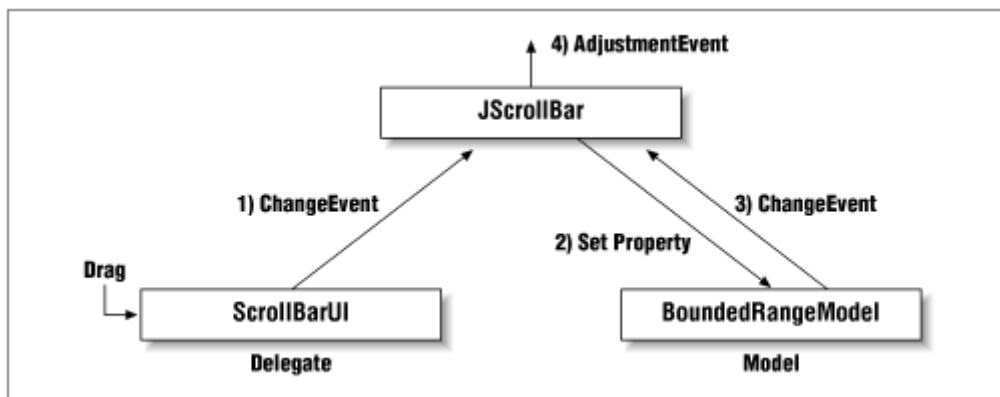 4) AdjustmentEvent
JScrollBar
1) ChangeEvent
3) ChangeEvent
2) Set Property
Drag
ScrollBarUI
BoundedRangeModel
Delegate
Model